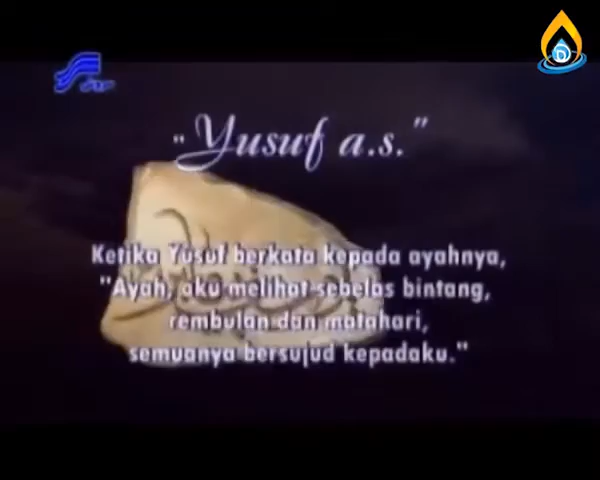 "Yusuf a.s."
Ketika Yusuf berkata kepada ayahnya,
"Ayah, aku melihat sebelas bintang,
rembulan dan matahari,
semuanya bersujud kepadaku."